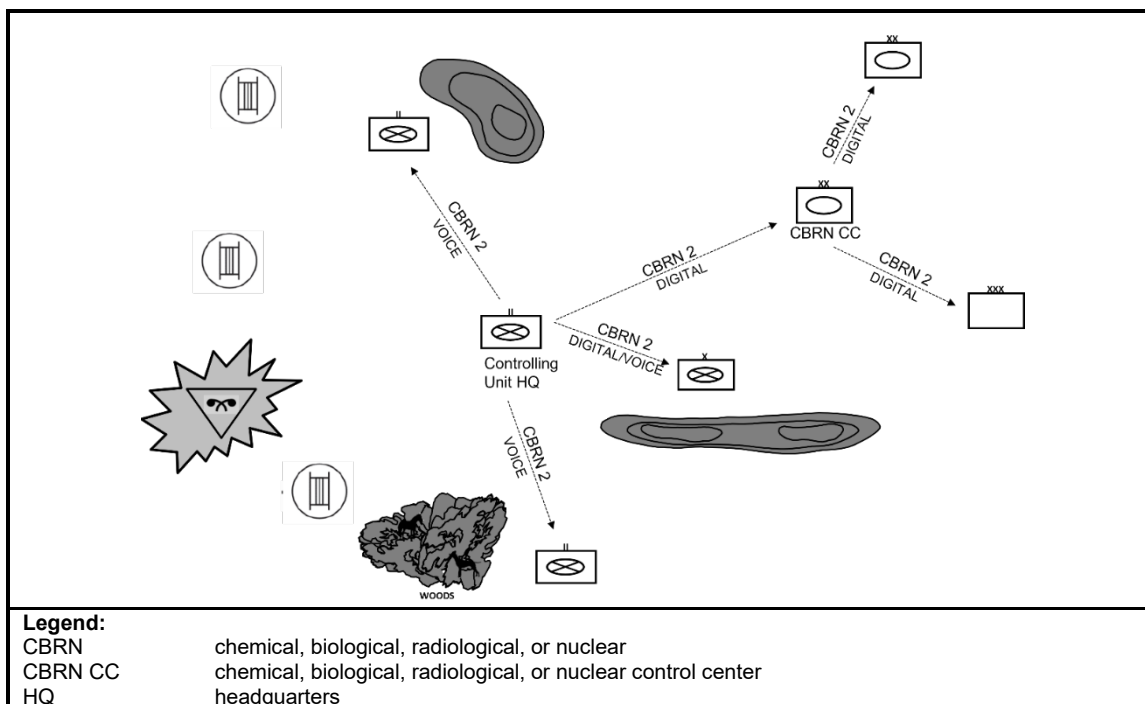 XX
CBRN 2
DIGITAL
II
XX
CBRN CC
CBRN 2
VOICE
CBRN 2
DIGITAL
CBRN 2
DIGITAL
XXX
II
Controlling
Unit HQ
CBRN 2
DIGITAL/VOICE
X
CBRN 2
VOICE
II
WOODS
Legend:
CBRN chemical, biological, radiological, or nuclear
CBRN CC chemical, biological, radiological, or nuclear control center
HQ headquarters